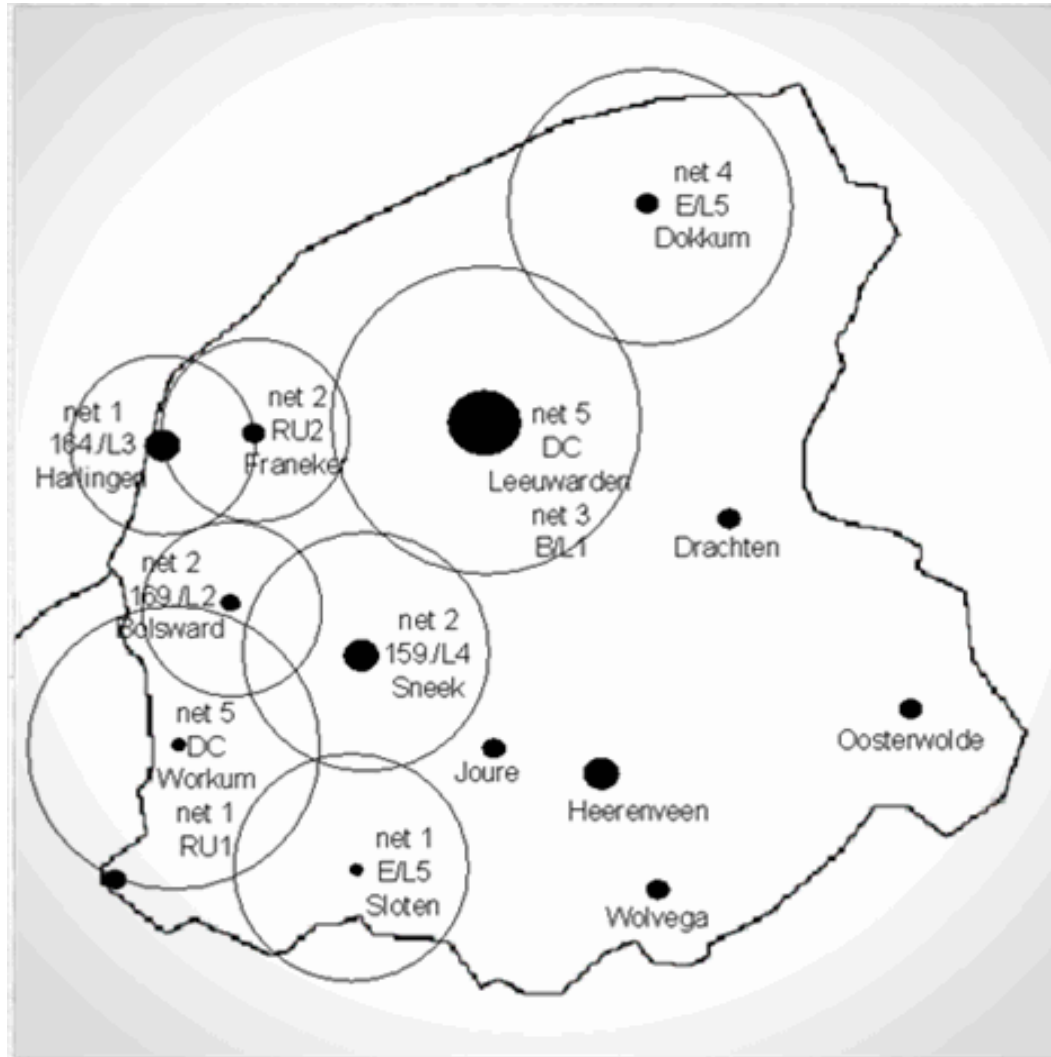 net 4
E/L5
Dokkum
net 1
164./L3
Harlingen
net 2
RU2
Franeker
net 5
DC
Leeuwarden
net 3
B/L1
Drachten
net 2
169./L2
Bolsward
net 2
159./L4
Sneek
net 5
DC
Workum
net 1
RU1
Joure
Heerenveen
Oosterwolde
net 1
E/L5
Sloten
Wolvega